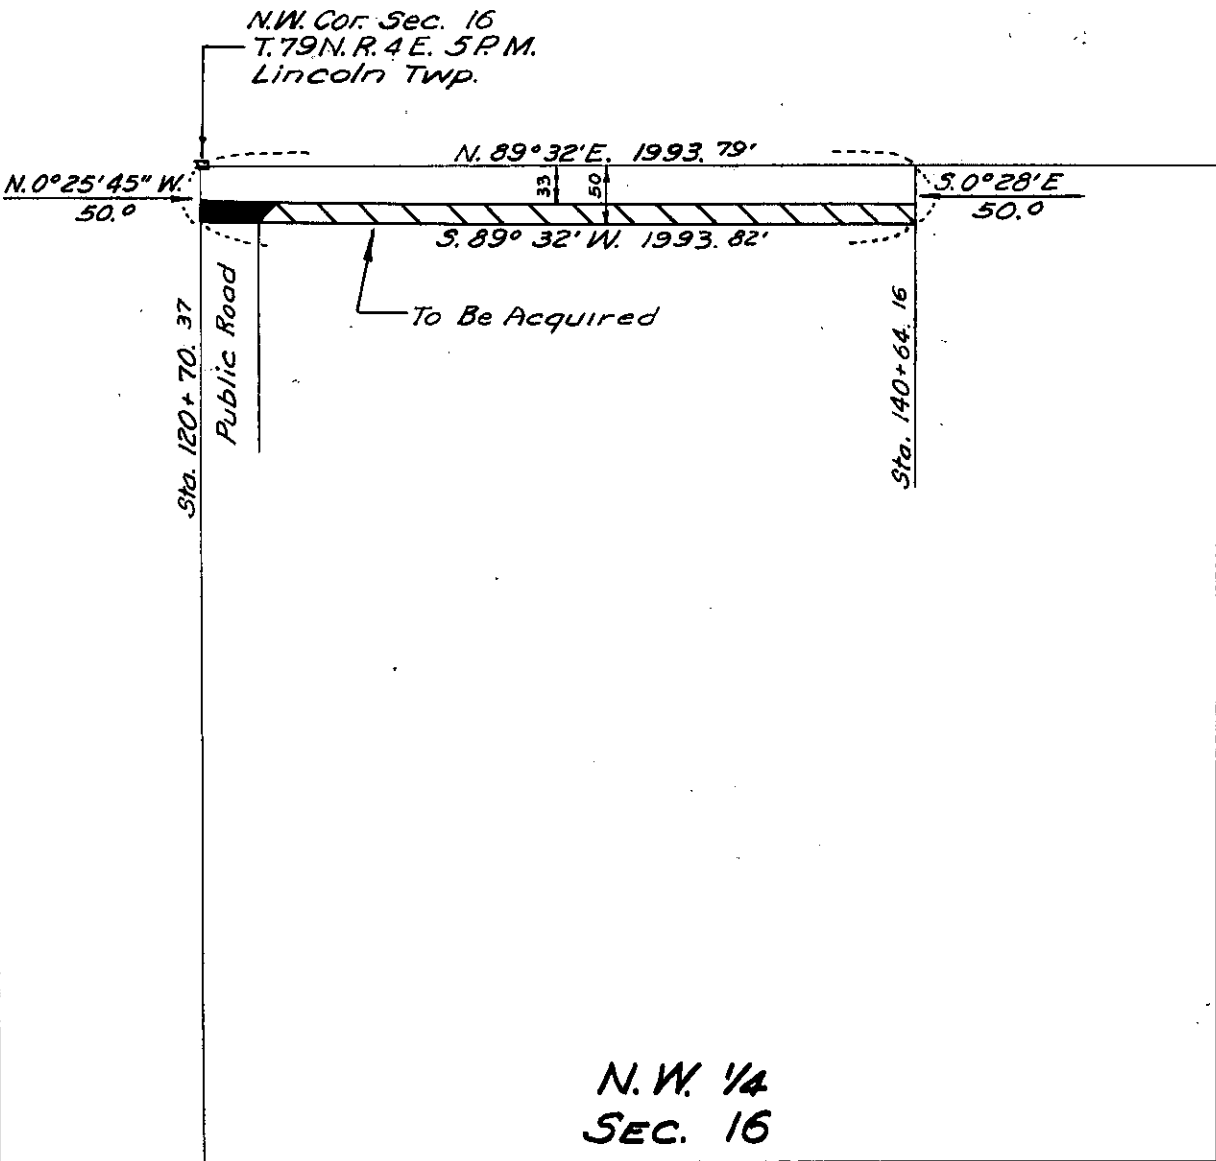 N.W. Cor. Sec. 16
T.79N. R. 4 E. 5 P.M.
Lincoln Twp.
N. 89° 32' E. 1993.79'
N. 0° 25' 45" W.
50.0
33
50
S. 0° 28' E
50.0
S. 89° 32' W. 1993.82'
To Be Acquired
Sta. 120+70.37
Public Road
Sta. 140+64.16
N.W. 1/4
SEC. 16